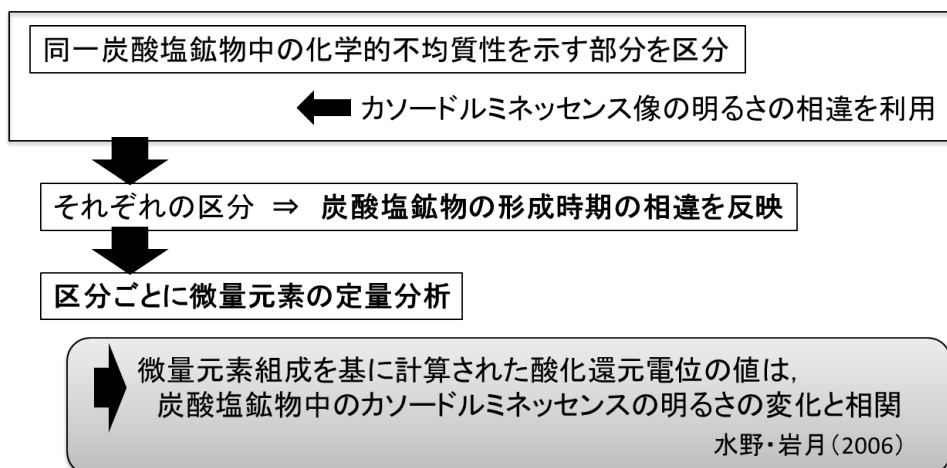 同一炭酸塩鉱物中の化学的不均質性を示す部分を区分
カソードルミネッセンス像の明るさの相違を利用
それぞれの区分 ⇒ 炭酸塩鉱物の形成時期の相違を反映
区分ごとに微量元素の定量分析
微量元素組成を基に計算された酸化還元電位の値は,
炭酸塩鉱物中のカソードルミネッセンスの明るさの変化と相関
水野・岩月(2006)